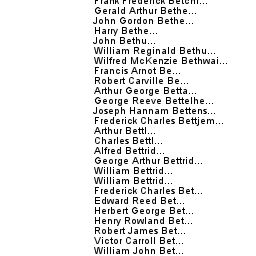 Frank Frederick Betchl...
Gerald Arthur Bethe...
John Gordon Bethe...
Harry Bethe...
John Bethu...
William Reginald Bethu...
Wilfred McKenzie Bethwai...
Francis Arnot Be...
Robert Carville Be...
Arthur George Betta...
George Reeve Bettelhe...
Joseph Hannam Bettens...
Frederick Charles Bettjem...
Arthur Bettl...
Charles Bettl...
Alfred Bettrid...
George Arthur Bettrid...
William Bettrid...
William Bettrid...
Frederick Charles Bet...
Edward Reed Bet...
Herbert George Bet...
Henry Rowland Bet...
Robert James Bet...
Victor Carroll Bet...
William John Bet...